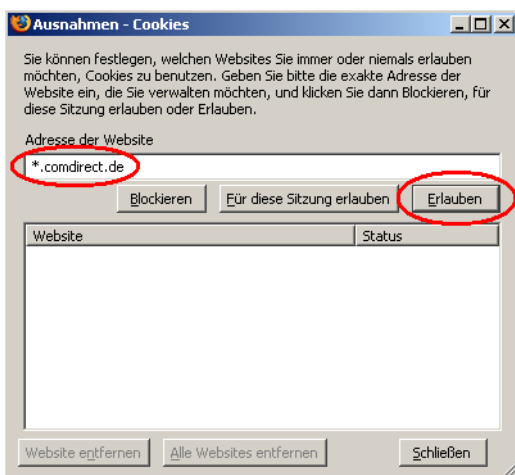 Ausnahmen - Cookies
Sie können festlegen, welchen Websites Sie immer oder niemals erlauben
möchten, Cookies zu benutzen. Geben Sie bitte die exakte Adresse der
Website ein, die Sie verwalten möchten, und klicken Sie dann Blockieren, für
diese Sitzung erlauben oder Erlauben.
Adresse der Website
*.comdirect.de
Blockieren Für diese Sitzung erlauben Erlauben
Website Status
Website entfernen Alle Websites entfernen Schließen